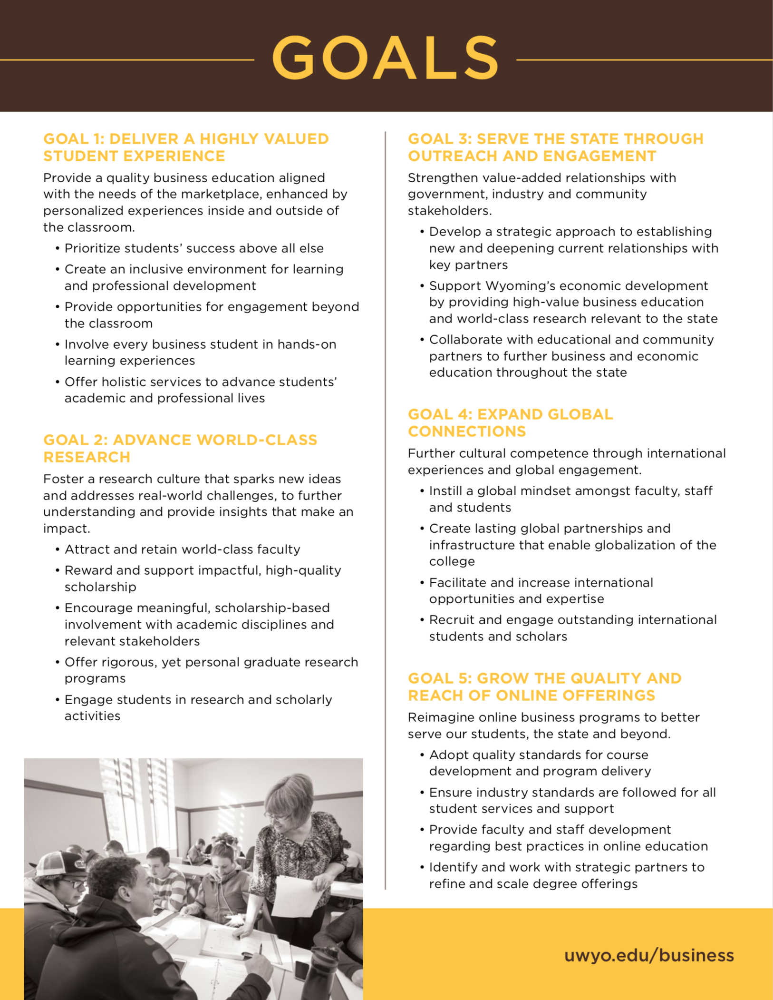 GOALS
GOAL 1: DELIVER A HIGHLY VALUED
STUDENT EXPERIENCE
Provide a quality business education aligned
with the needs of the marketplace, enhanced by
personalized experiences inside and outside of
the classroom.
• Prioritize students’ success above all else
• Create an inclusive environment for learning
and professional development
• Provide opportunities for engagement beyond
the classroom
• Involve every business student in hands-on
learning experiences
• Offer holistic services to advance students’
academic and professional lives
GOAL 2: ADVANCE WORLD-CLASS
RESEARCH
Foster a research culture that sparks new ideas
and addresses real-world challenges, to further
understanding and provide insights that make an
impact.
• Attract and retain world-class faculty
• Reward and support impactful, high-quality
scholarship
• Encourage meaningful, scholarship-based
involvement with academic disciplines and
relevant stakeholders
• Offer rigorous, yet personal graduate research
programs
• Engage students in research and scholarly
activities
GOAL 3: SERVE THE STATE THROUGH
OUTREACH AND ENGAGEMENT
Strengthen value-added relationships with
government, industry and community
stakeholders.
• Develop a strategic approach to establishing
new and deepening current relationships with
key partners
• Support Wyoming’s economic development
by providing high-value business education
and world-class research relevant to the state
• Collaborate with educational and community
partners to further business and economic
education throughout the state
GOAL 4: EXPAND GLOBAL
CONNECTIONS
Further cultural competence through international
experiences and global engagement.
• Instill a global mindset amongst faculty, staff
and students
• Create lasting global partnerships and
infrastructure that enable globalization of the
college
• Facilitate and increase international
opportunities and expertise
• Recruit and engage outstanding international
students and scholars
GOAL 5: GROW THE QUALITY AND
REACH OF ONLINE OFFERINGS
Reimagine online business programs to better
serve our students, the state and beyond.
• Adopt quality standards for course
development and program delivery
• Ensure industry standards are followed for all
student services and support
• Provide faculty and staff development
regarding best practices in online education
• Identify and work with strategic partners to
refine and scale degree offerings
uwyo.edu/business